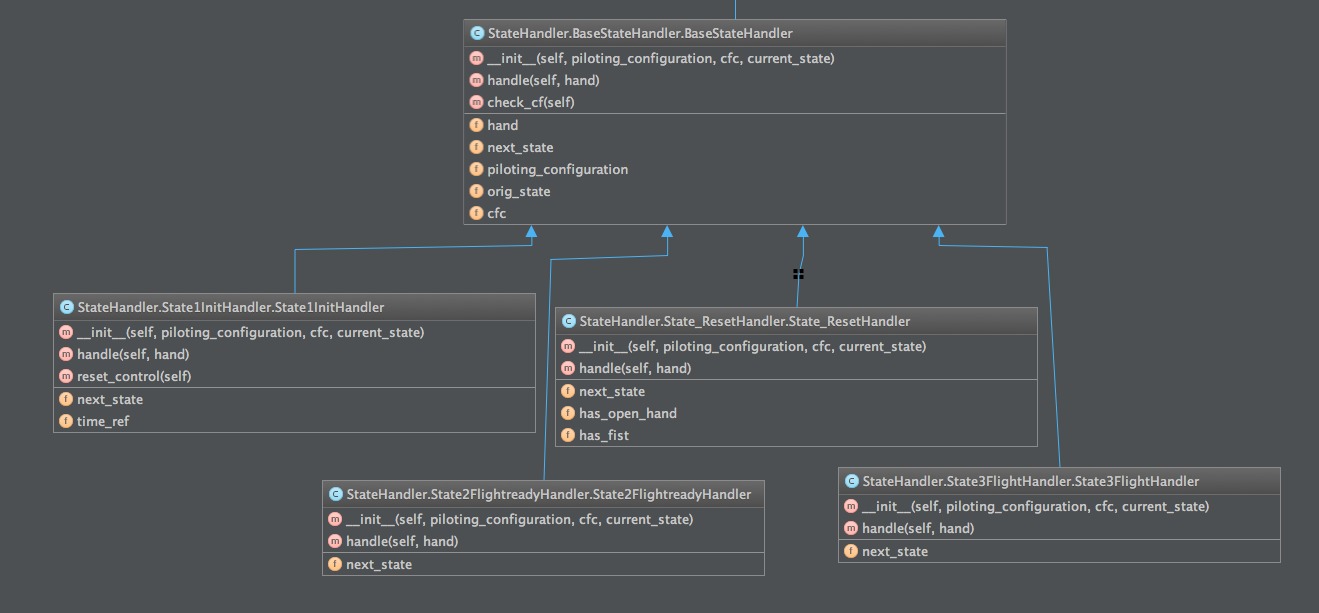 StateHandler.BaseStateHandler.BaseStateHandler
__init__(self, piloting_configuration, cfc, current_state)
handle(self, hand)
check_cf(self)
hand
next_state
piloting_configuration
orig_state
cfc
StateHandler.State1InitHandler.State1InitHandler
__init__(self, piloting_configuration, cfc, current_state)
handle(self, hand)
reset_control(self)
next_state
time_ref
StateHandler.State_ResetHandler.State_ResetHandler
__init__(self, piloting_configuration, cfc, current_state)
handle(self, hand)
next_state
has_open_hand
has_fist
StateHandler.State2FlightreadyHandler.State2FlightreadyHandler
__init__(self, piloting_configuration, cfc, current_state)
handle(self, hand)
next_state
StateHandler.State3FlightHandler.State3FlightHandler
__init__(self, piloting_configuration, cfc, current_state)
handle(self, hand)
next_state